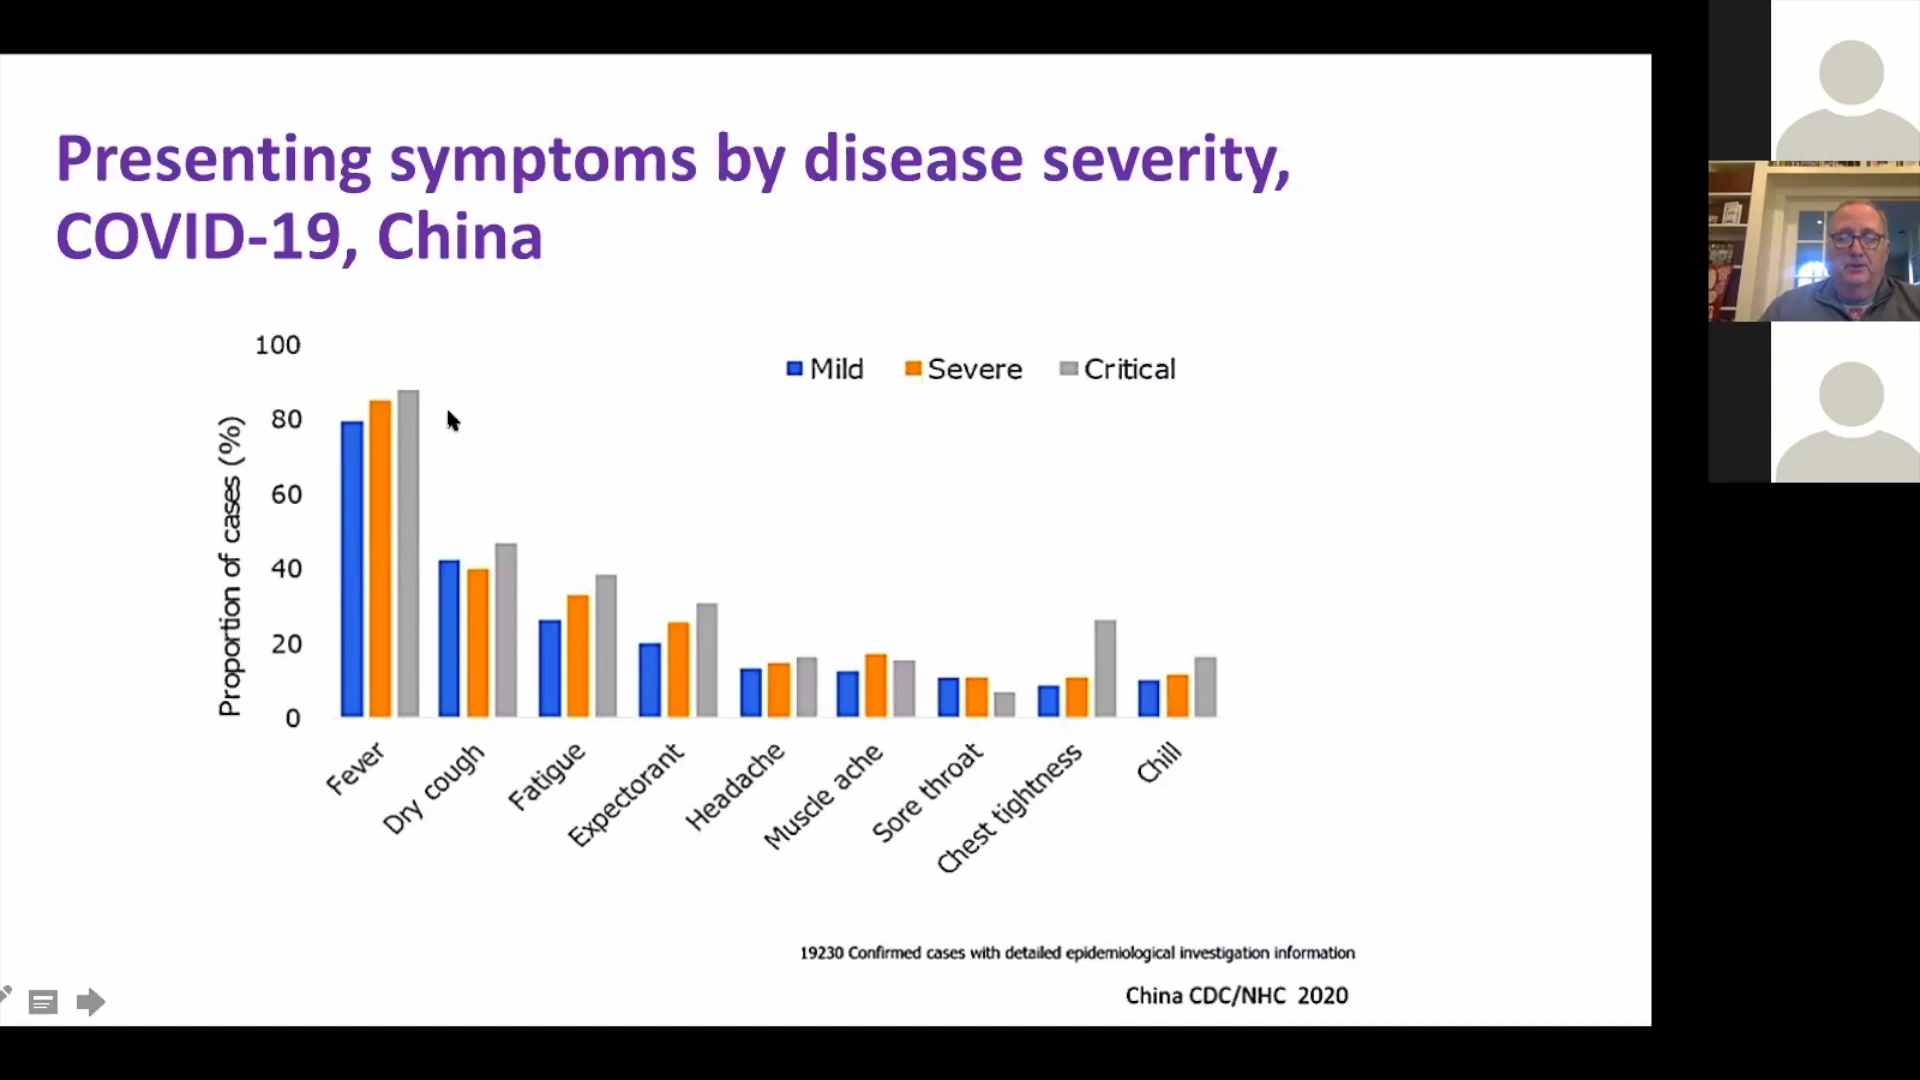 Presenting symptoms by disease severity,
COVID-19, China
100
80
60
40
20
0
Proportion of cases (%)
Mild Severe Critical
Fever
Dry cough
Fatigue
Expectorant
Headache
Muscle ache
Sore throat
Chest tightness
Chill
19230 Confirmed cases with detailed epidemiological investigation information
China CDC/NHC 2020